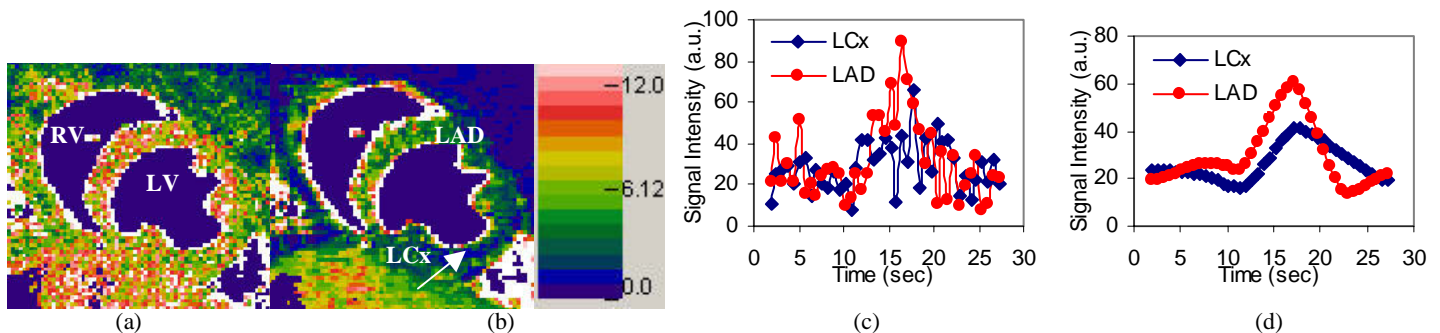 RV
LV
(a)
LAD
LCx
(b)
12.0
6.12
0.0
Signal Intensity (a.u.)
100
80
60
40
20
0
LCx
LAD
0 5 10 15 20 25 30
Time (sec)
(c)
Signal Intensity (a.u.)
80
60
40
20
0
LCx
LAD
0 5 10 15 20 25 30
Time (sec)
(d)